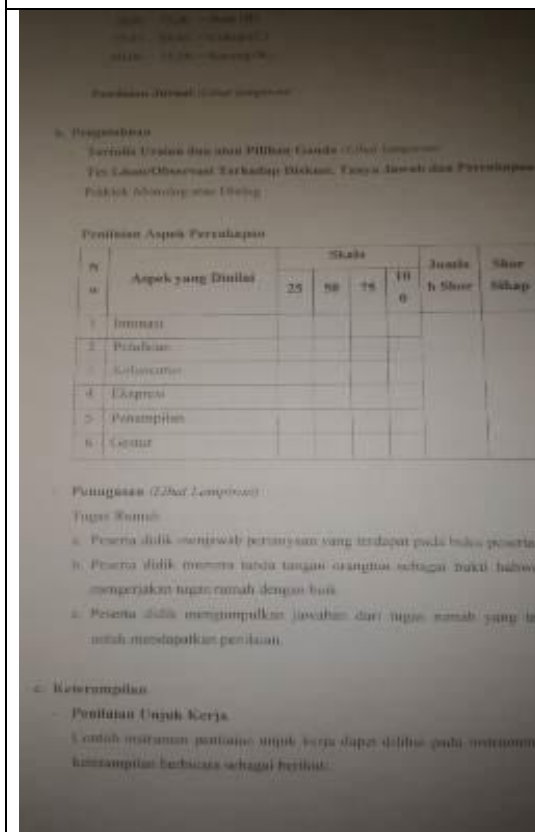 Penilaian Jurnal (Lihat lampiran)
b. Pengetahuan
- Tertulis Uraian dan atau Pilihan Ganda (Lihat lampiran)
- Tes Lisan/Observasi Terhadap Diskusi, Tanya Jawab dan Percakapan
Praktek Monolog atau Dialog
Penilaian Aspek Percakapan
N
o
Aspek yang Dinilai
Skala
25 50 75 10
0
Jumla
h Skor
Skor
Sikap
1 Intonasi
2 Pelafalan
3 Kelancaran
4 Ekspresi
5 Penampilan
6 Gestur
- Penugasan (Lihat Lampiran)
Tugas Rumah
a. Peserta didik menjawab pertanyaan yang terdapat pada buku peserta
b. Peserta didik meminta tanda tangan orangtua sebagai bukti bahwa
mengerjakan tugas rumah dengan baik
c. Peserta didik mengumpulkan jawaban dari tugas rumah yang
untuk mendapatkan penilaian.
c. Keterampilan
- Penilaian Unjuk Kerja
Contoh instrumen penilaian unjuk kerja dapat dilihat pada instrumen
keterampilan berbicara sebagai berikut: